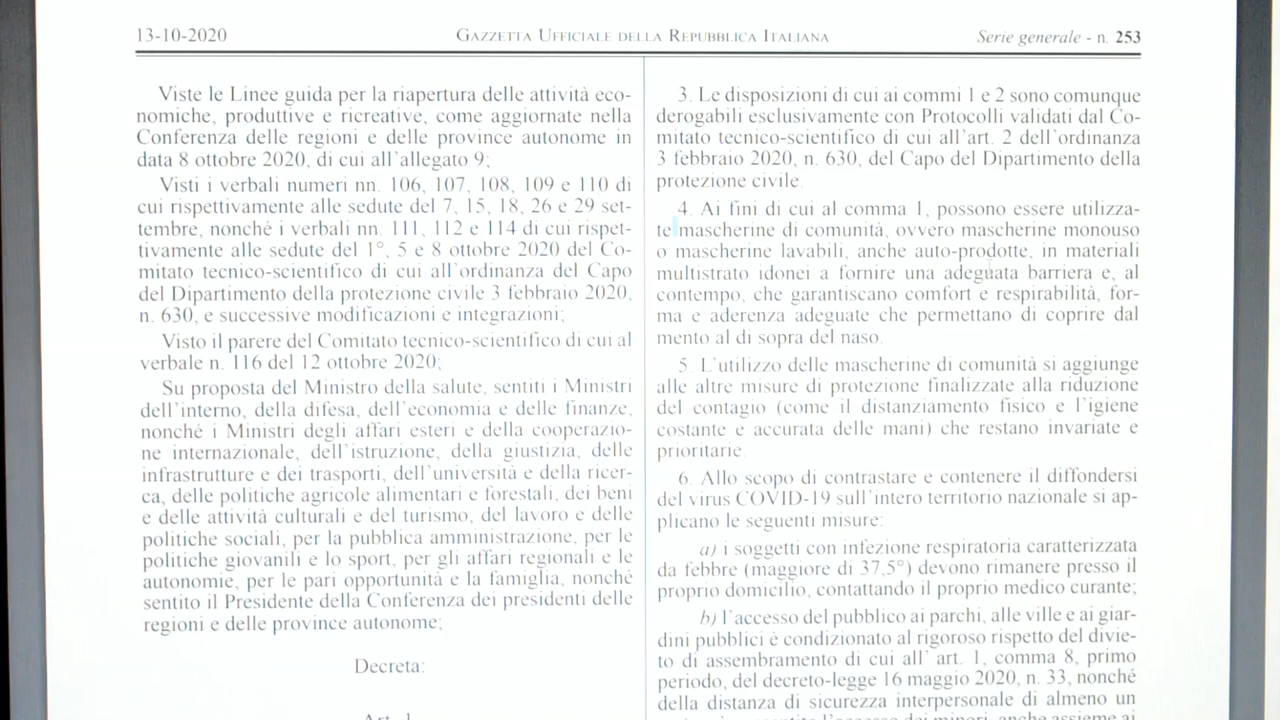 13-10-2020
GAZZETTA UFFICIALE DELLA REPUBBLICA ITALIANA
Serie generale - n. 253
Viste le Linee guida per la riapertura delle attività eco-
nomiche, produttive e ricreative, come aggiornate nella
Conferenza delle regioni e delle province autonome in
data 8 ottobre 2020, di cui all'allegato 9;
Visti i verbali numeri nn. 106, 107, 108, 109 e 110 di
cui rispettivamente alle sedute del 7, 15, 18, 26 e 29 set-
tembre, nonché i verbali nn. 111, 112 e 114 di cui rispet-
tivamente alle sedute del 1°, 5 e 8 ottobre 2020 del Co-
mitato tecnico-scientifico di cui all'ordinanza del Capo
del Dipartimento della protezione civile 3 febbraio 2020,
n. 630, e successive modificazioni e integrazioni;
Visto il parere del Comitato tecnico-scientifico di cui al
verbale n. 116 del 12 ottobre 2020;
Su proposta del Ministro della salute, sentiti i Ministri
dell'interno, della difesa, dell'economia e delle finanze,
nonché i Ministri degli affari esteri e della cooperazio-
ne internazionale, dell'istruzione, della giustizia, delle
infrastrutture e dei trasporti, dell'università e della ricer-
ca, delle politiche agricole alimentari e forestali, dei beni
e delle attività culturali e del turismo, del lavoro e delle
politiche sociali, per la pubblica amministrazione, per le
politiche giovanili e lo sport, per gli affari regionali e le
autonomie, per le pari opportunità e la famiglia, nonché
sentito il Presidente della Conferenza dei presidenti delle
regioni e delle province autonome;
Decreta:
Art. 1
3. Le disposizioni di cui ai commi 1 e 2 sono comunque
derogabili esclusivamente con Protocolli validati dal Co-
mitato tecnico-scientifico di cui all'art. 2 dell'ordinanza
3 febbraio 2020, n. 630, del Capo del Dipartimento della
protezione civile.
4. Ai fini di cui al comma 1, possono essere utilizza-
te mascherine di comunità, ovvero mascherine monouso
o mascherine lavabili, anche auto-prodotte, in materiali
multistrato idonei a fornire una adeguata barriera e, al
contempo, che garantiscano comfort e respirabilità, for-
ma e aderenza adeguate che permettano di coprire dal
mento al di sopra del naso.
5. L'utilizzo delle mascherine di comunità si aggiunge
alle altre misure di protezione finalizzate alla riduzione
del contagio (come il distanziamento fisico e l'igiene
costante e accurata delle mani) che restano invariate e
prioritarie.
6. Allo scopo di contrastare e contenere il diffondersi
del virus COVID-19 sull'intero territorio nazionale si ap-
plicano le seguenti misure:
a) i soggetti con infezione respiratoria caratterizzata
da febbre (maggiore di 37,5°) devono rimanere presso il
proprio domicilio, contattando il proprio medico curante;
b) l'accesso del pubblico ai parchi, alle ville e ai giar-
dini pubblici è condizionato al rigoroso rispetto del divie-
to di assembramento di cui all' art. 1, comma 8, primo
periodo, del decreto-legge 16 maggio 2020, n. 33, nonché
della distanza di sicurezza interpersonale di almeno un
l'accesso dei minori, anche assieme ai